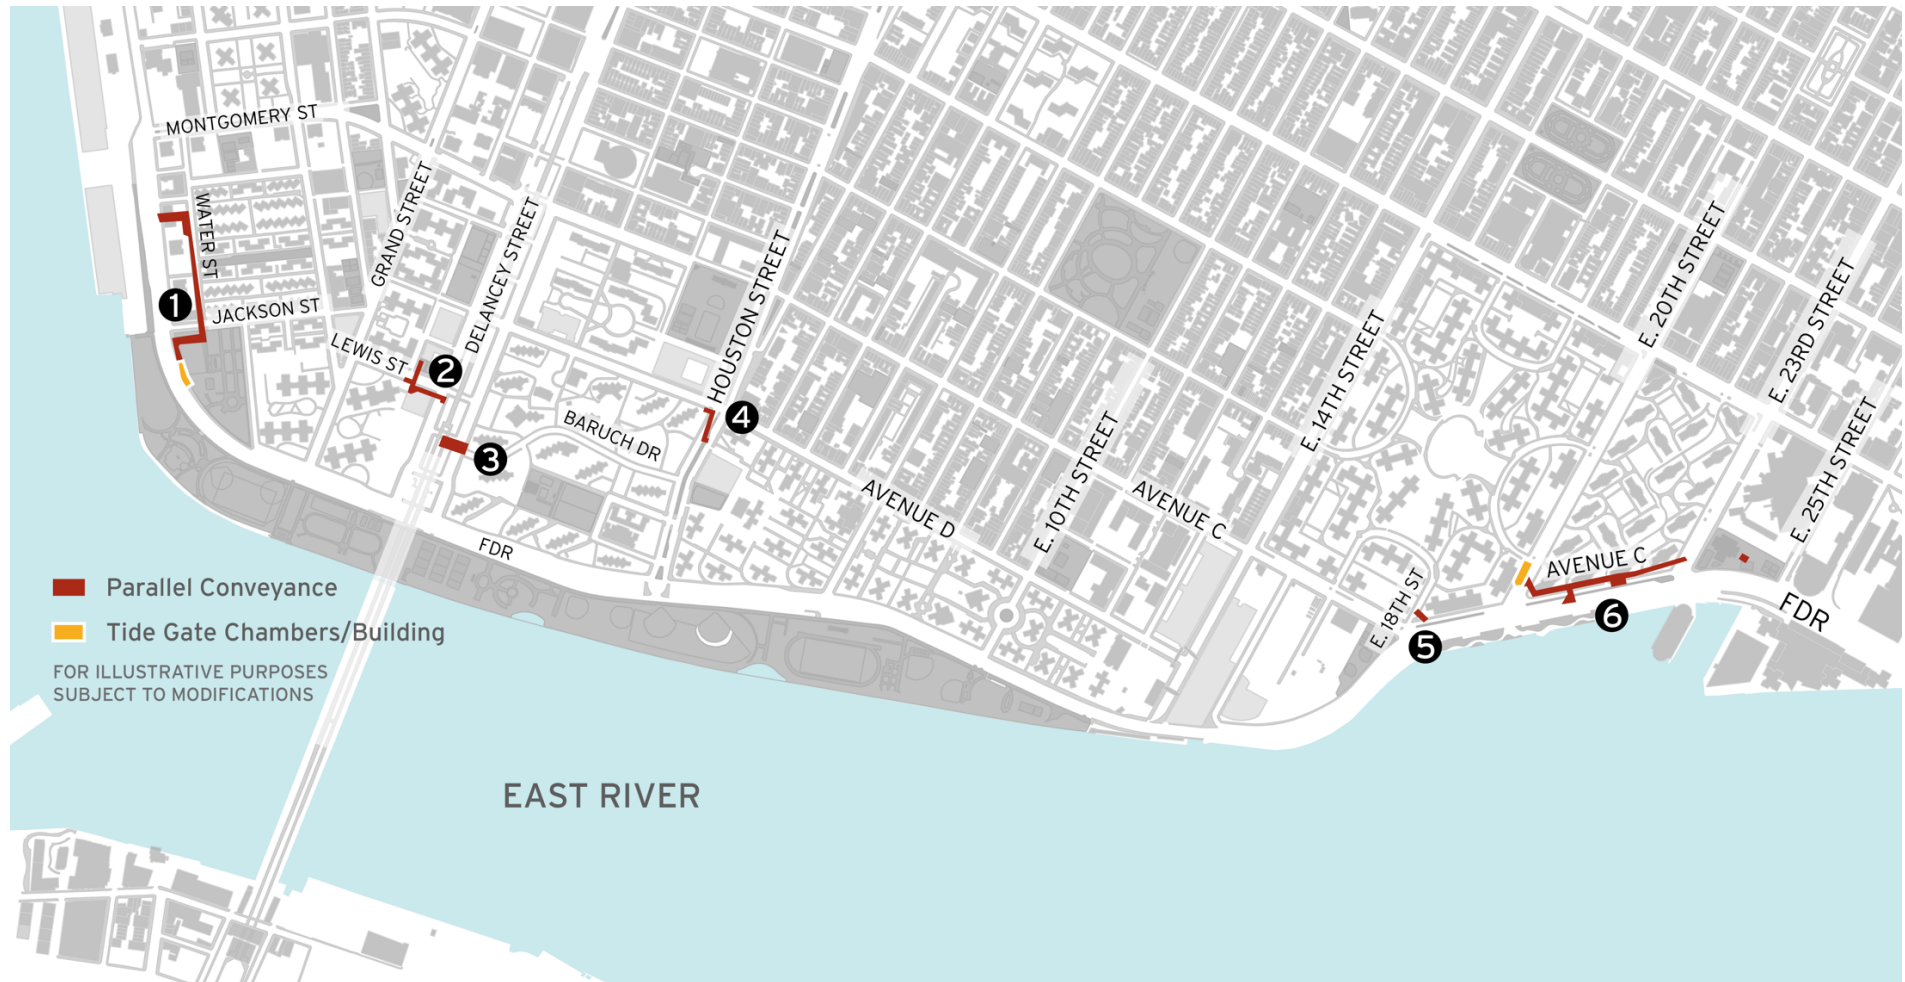 MONTGOMERY ST
WATER ST
GRAND STREET
DELANCEY STREET
HOUSTON STREET
E. 14TH STREET
E. 20TH STREET
E. 23RD STREET
E. 25TH STREET
1
JACKSON ST
LEWIS ST
2
3
4
BARUCH DR
AVENUE D
E. 10TH STREET
AVENUE C
FDR
E. 18TH ST
5
AVENUE C
6
FDR
Parallel Conveyance
Tide Gate Chambers/Building
FOR ILLUSTRATIVE PURPOSES
SUBJECT TO MODIFICATIONS
EAST RIVER